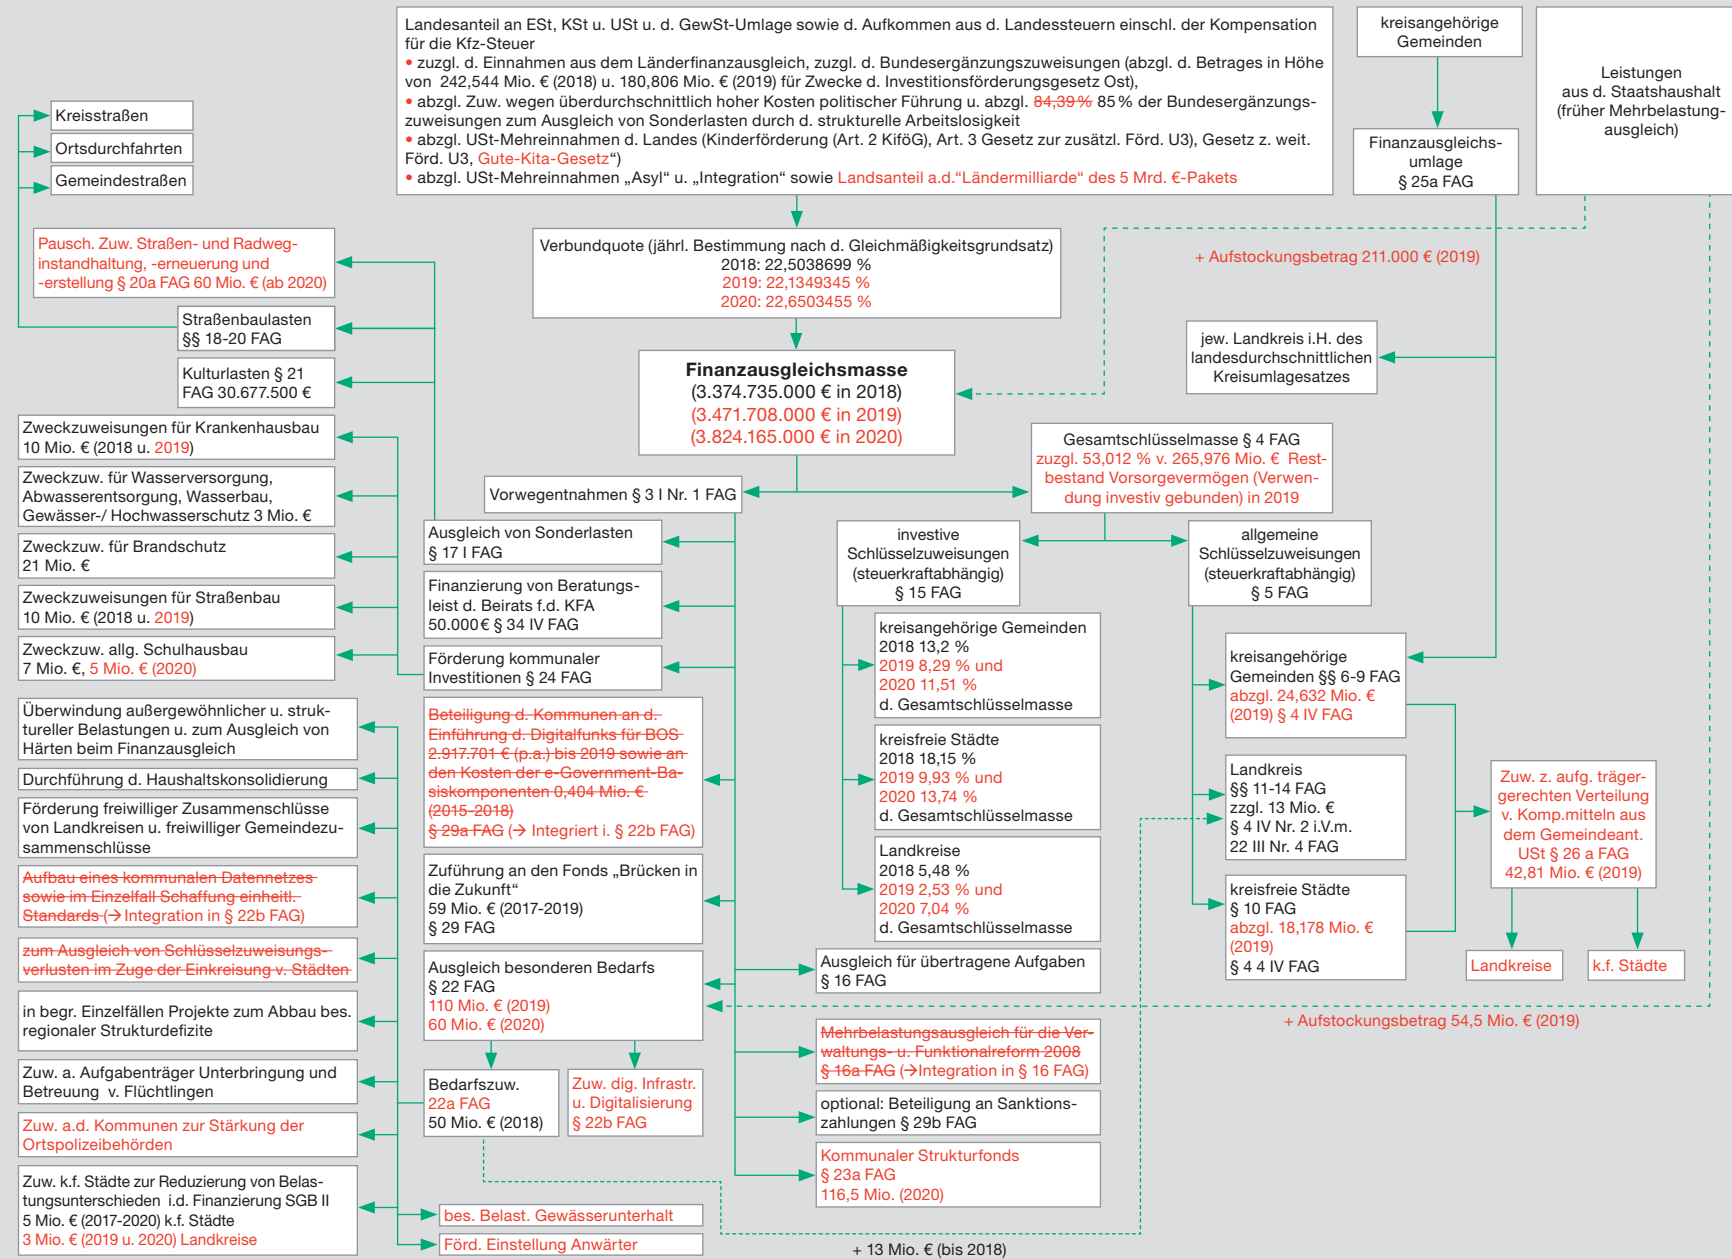 Landesanteil an ESt, KSt u. USt u. d. GewSt-Umlage sowie d. Aufkommen aus d. Landessteuern einschl. der Kompensation
für die Kfz-Steuer
• zuzgl. d. Einnahmen aus dem Länderfinanzausgleich, zuzgl. d. Bundesergänzungszuweisungen (abzgl. d. Betrages in Höhe
von 242,544 Mio. € (2018) u. 180,806 Mio. € (2019) für Zwecke d. Investitionsförderungsgesetz Ost),
• abzgl. Zuw. wegen überdurchschnittlich hoher Kosten politischer Führung u. abzgl. 84,39 % 85 % der Bundesergänzungs-
zuweisungen zum Ausgleich von Sonderlasten durch d. strukturelle Arbeitslosigkeit
• abzgl. USt-Mehreinnahmen d. Landes (Kinderförderung (Art. 2 KiföG), Art. 3 Gesetz zur zusätzl. Förd. U3), Gesetz z. weit.
Förd. U3, Gute-Kita-Gesetz“)
• abzgl. USt-Mehreinnahmen „Asyl“ u. „Integration“ sowie Landsanteil a.d.“Ländermilliarde“ des 5 Mrd. €-Pakets
kreisangehörige
Gemeinden
Leistungen
aus d. Staatshaushalt
(früher Mehrbelastung-
ausgleich)
Finanzausgleichs-
umlage
§ 25a FAG
Kreisstraßen
Ortsdurchfahrten
Gemeindestraßen
Verbundquote (jährl. Bestimmung nach d. Gleichmäßigkeitsgrundsatz)
2018: 22,5038699 %
2019: 22,1349345 %
2020: 22,6503455 %
+ Aufstockungsbetrag 211.000 € (2019)
Pausch. Zuw. Straßen- und Radweg-
instandhaltung, -erneuerung und
-erstellung § 20a FAG 60 Mio. € (ab 2020)
Straßenbaulasten
§§ 18-20 FAG
Kulturlasten § 21
FAG 30.677.500 €
Finanzausgleichsmasse
(3.374.735.000 € in 2018)
(3.471.708.000 € in 2019)
(3.824.165.000 € in 2020)
jew. Landkreis i.H. des
landesdurchschnittlichen
Kreisumlagesatzes
Zweckzuweisungen für Krankenhausbau
10 Mio. € (2018 u. 2019)
Zweckzuw. für Wasserversorgung,
Abwasserentsorgung, Wasserbau,
Gewässer-/ Hochwasserschutz 3 Mio. €
Zweckzuw. für Brandschutz
21 Mio. €
Zweckzuweisungen für Straßenbau
10 Mio. € (2018 u. 2019)
Zweckzuw. allg. Schulhausbau
7 Mio. €, 5 Mio. € (2020)
Vorwegentnahmen § 3 I Nr. 1 FAG
Gesamtschlüsselmasse § 4 FAG
zuzgl. 53,012 % v. 265,976 Mio. € Rest-
bestand Vorsorgevermögen (Verwen-
dung investiv gebunden) in 2019
Ausgleich von Sonderlasten
§ 17 I FAG
Finanzierung von Beratungs-
leist d. Beirats f.d. KFA
50.000 € § 34 IV FAG
Förderung kommunaler
Investitionen § 24 FAG
investive
Schlüsselzuweisungen
(steuerkraftabhängig)
§ 15 FAG
allgemeine
Schlüsselzuweisungen
(steuerkraftabhängig)
§ 5 FAG
kreisangehörige Gemeinden
2018 13,2 %
2019 8,29 % und
2020 11,51 %
d. Gesamtschlüsselmasse
kreisfreie Städte
2018 18,15 %
2019 9,93 % und
2020 13,74 %
d. Gesamtschlüsselmasse
Landkreise
2018 5,48 %
2019 2,53 % und
2020 7,04 %
d. Gesamtschlüsselmasse
kreisangehörige
Gemeinden §§ 6-9 FAG
abzgl. 24,632 Mio. €
(2019) § 4 IV FAG
Landkreis
§§ 11-14 FAG
zzgl. 13 Mio. €
§ 4 IV Nr. 2 i.V.m.
22 III Nr. 4 FAG
kreisfreie Städte
§ 10 FAG
abzgl. 18,178 Mio. €
(2019)
§ 4 4 IV FAG
Zuw. z. aufg. träger-
gerechten Verteilung
v. Komp.mitteln aus
dem Gemeindeant.
USt § 26 a FAG
42,81 Mio. € (2019)
Landkreise
k.f. Städte
Überwindung außergewöhnlicher u. struk-
tureller Belastungen u. zum Ausgleich von
Härten beim Finanzausgleich
Durchführung d. Haushaltskonsolidierung
Förderung freiwilliger Zusammenschlüsse
von Landkreisen u. freiwilliger Gemeindezu-
sammenschlüsse
Aufbau eines kommunalen Datennetzes
sowie im Einzelfall Schaffung einheitl.
Standards (→ Integration in § 22b FAG)
zum Ausgleich von Schlüsselzuweisungs-
verlusten im Zuge der Einkreisung v. Städten
in begr. Einzelfällen Projekte zum Abbau bes.
regionaler Strukturdefizite
Zuw. a. Aufgabenträger Unterbringung und
Betreuung v. Flüchtlingen
Zuw. a.d. Kommunen zur Stärkung der
Ortspolizeibehörden
Zuw. k.f. Städte zur Reduzierung von Belas-
tungsunterschieden i.d. Finanzierung SGB II
5 Mio. € (2017-2020) k.f. Städte
3 Mio. € (2019 u. 2020) Landkreise
Beteiligung d. Kommunen an d.
Einführung d. Digitalfunks für BOS
2.917.701 € (p.a.) bis 2019 sowie an
den Kosten der e-Government-Ba-
siskomponenten 0,404 Mio. €
(2015-2018)
§ 29a FAG (→ Integriert i. § 22b FAG)
Zuführung an den Fonds „Brücken in
die Zukunft“
59 Mio. € (2017-2019)
§ 29 FAG
Ausgleich besonderen Bedarfs
§ 22 FAG
110 Mio. € (2019)
60 Mio. € (2020)
Bedarfszuw.
22a FAG
50 Mio. € (2018)
Zuw. dig. Infrastr.
u. Digitalisierung
§ 22b FAG
bes. Belast. Gewässerunterhalt
Förd. Einstellung Anwärter
Ausgleich für übertragene Aufgaben
§ 16 FAG
Mehrbelastungsausgleich für die Ver-
waltungs- u. Funktionalreform 2008
§ 16a FAG (→Integration in § 16 FAG)
optional: Beteiligung an Sanktions-
zahlungen § 29b FAG
Kommunaler Strukturfonds
§ 23a FAG
116,5 Mio. (2020)
+ Aufstockungsbetrag 54,5 Mio. € (2019)
+ 13 Mio. € (bis 2018)